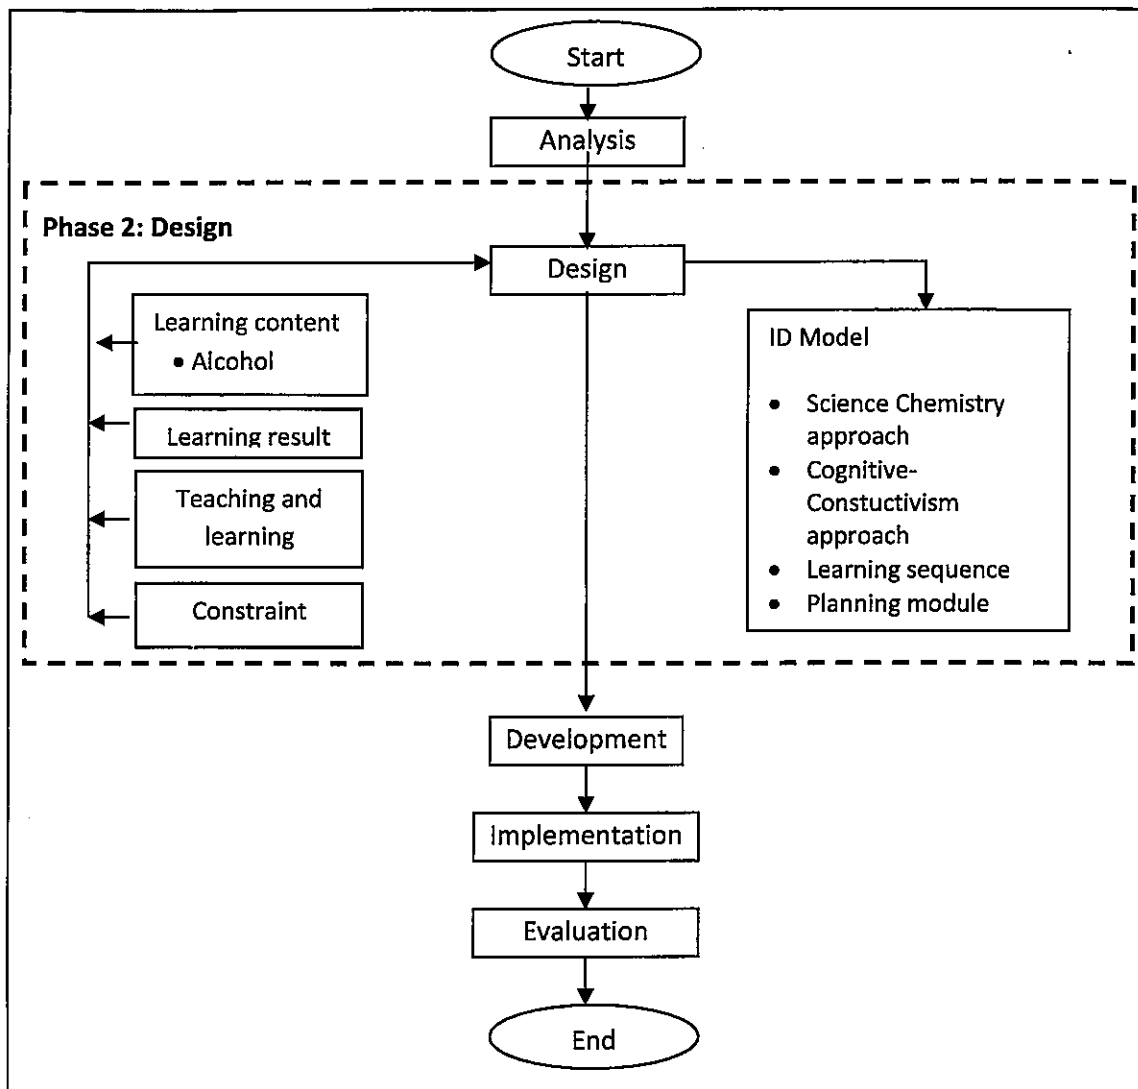 Start
Analysis
Phase 2: Design
Design
Learning content
• Alcohol
Learning result
Teaching and
learning
Constraint
ID Model
• Science Chemistry
approach
• Cognitive-
Constuctivism
approach
• Learning sequence
• Planning module
Development
Implementation
Evaluation
End